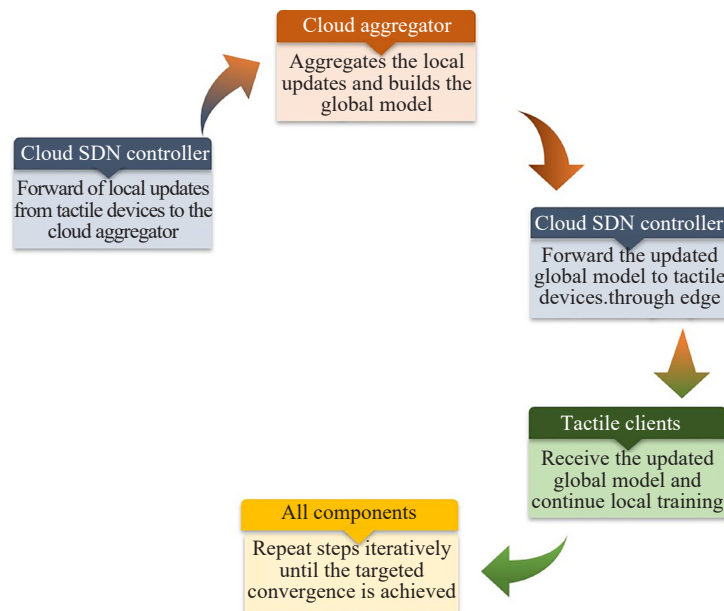 Cloud aggregator
Aggregates the local
updates and builds the
global model
Cloud SDN controller
Forward of local updates
from tactile devices to the
cloud aggregator
Cloud SDN controller
Forward the updated
global model to tactile
devices.through edge
Tactile clients
Receive the updated
global model and
continue local training
All components
Repeat steps iteratively
until the targeted
convergence is achieved